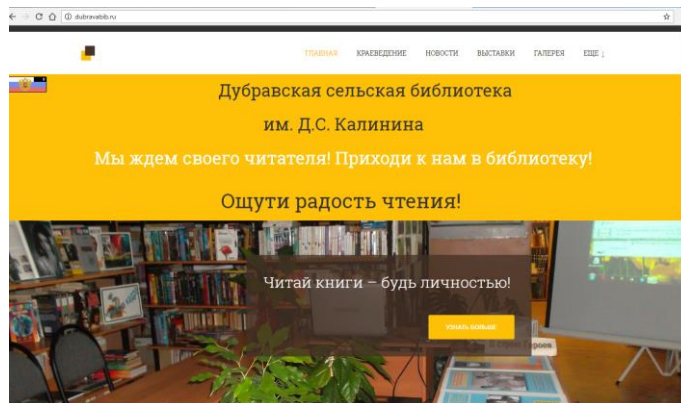 dubravabib.ru
ГЛАВНАЯ КРАЕВЕДЕНИЕ НОВОСТИ ВЫСТАВКИ ГАЛЕРЕЯ ЕЩЕ ↓
Дубравская сельская библиотека
им. Д.С. Калинина
Мы ждем своего читателя! Приходи к нам в библиотеку!
Ощути радость чтения!
Читай книги – будь личностью!
УЗНАТЬ БОЛЬШЕ
Героев